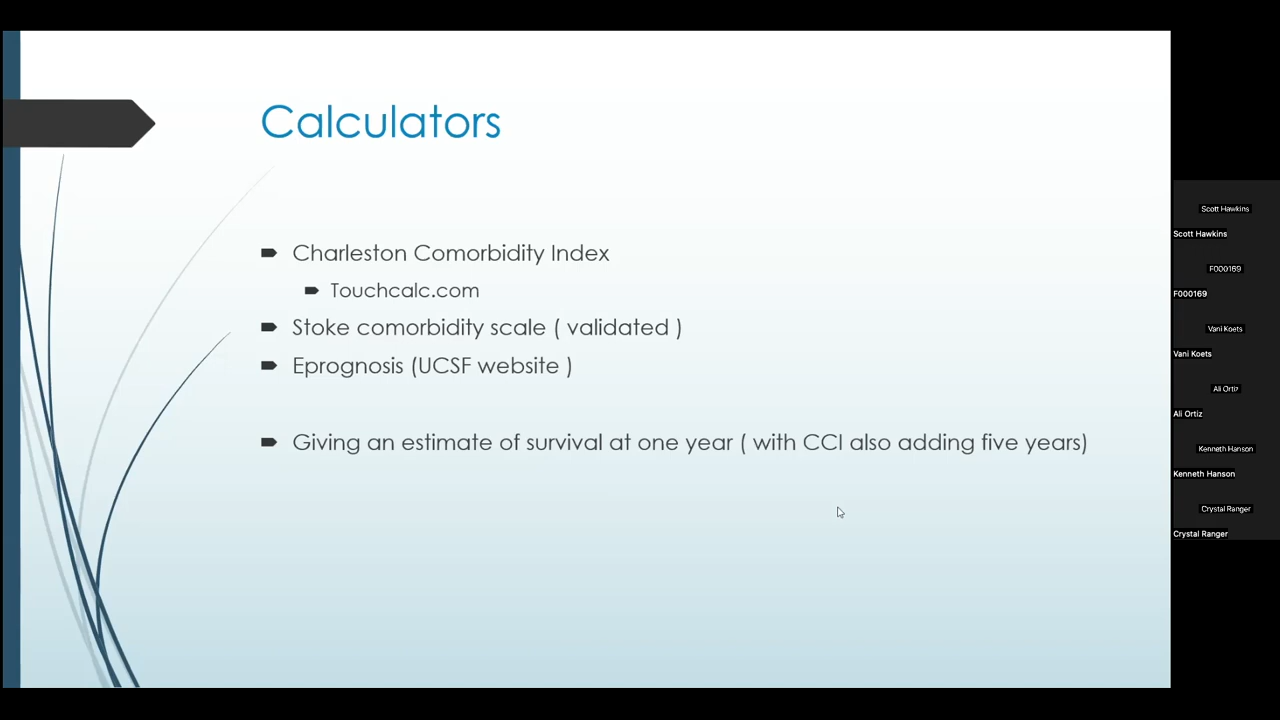 Calculators
Charleston Comorbidity Index
Touchcalc.com
Stoke comorbidity scale ( validated )
Eprognosis (UCSF website )
Giving an estimate of survival at one year ( with CCI also adding five years)
Scott Hawkins
Scott Hawkins
F000169
F000169
Vani Koets
Vani Koets
Ali Ortiz
Ali Ortiz
Kenneth Hanson
Kenneth Hanson
Crystal Ranger
Crystal Ranger